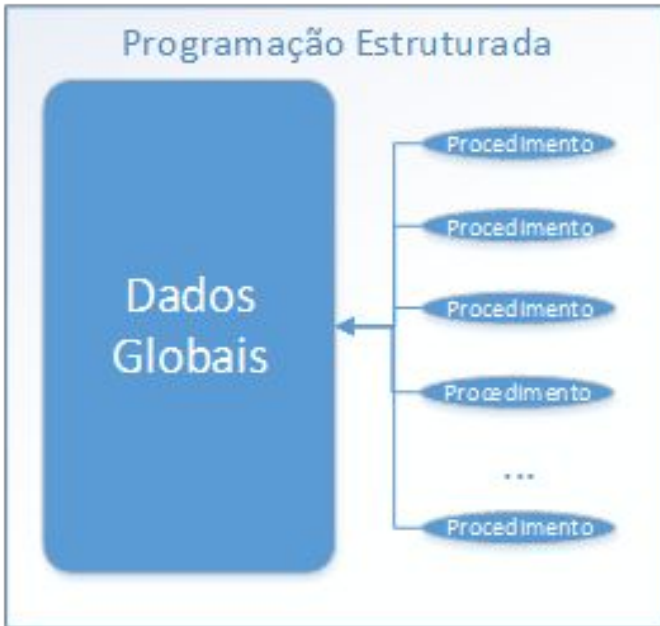 Programação Estruturada
Procedimento
Procedimento
Dados
Globais
Procedimento
Procedimento
...
Procedimento